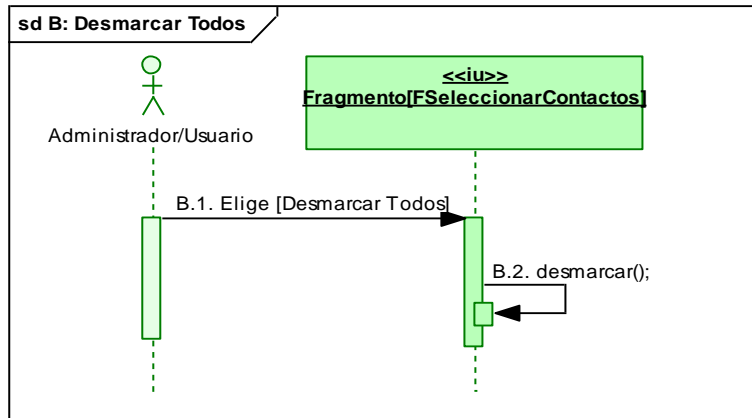 sd B: Desmarcar Todos
<<iu>>
Fragmento[FSeleccionarContactos]
Administrador/Usuario
B.1. Elige [Desmarcar Todos]
B.2. desmarcar();